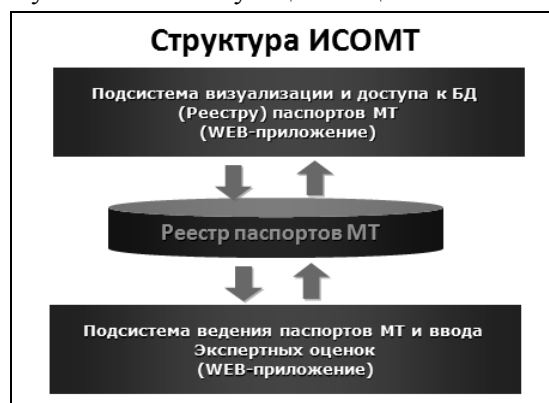 Структура ИСОМТ
Подсистема визуализации и доступа к БД
(Реестру) паспортов МТ
(WEB-приложение)
Реестр паспортов МТ
Подсистема ведения паспортов МТ и ввода
Экспертных оценок
(WEB-приложение)